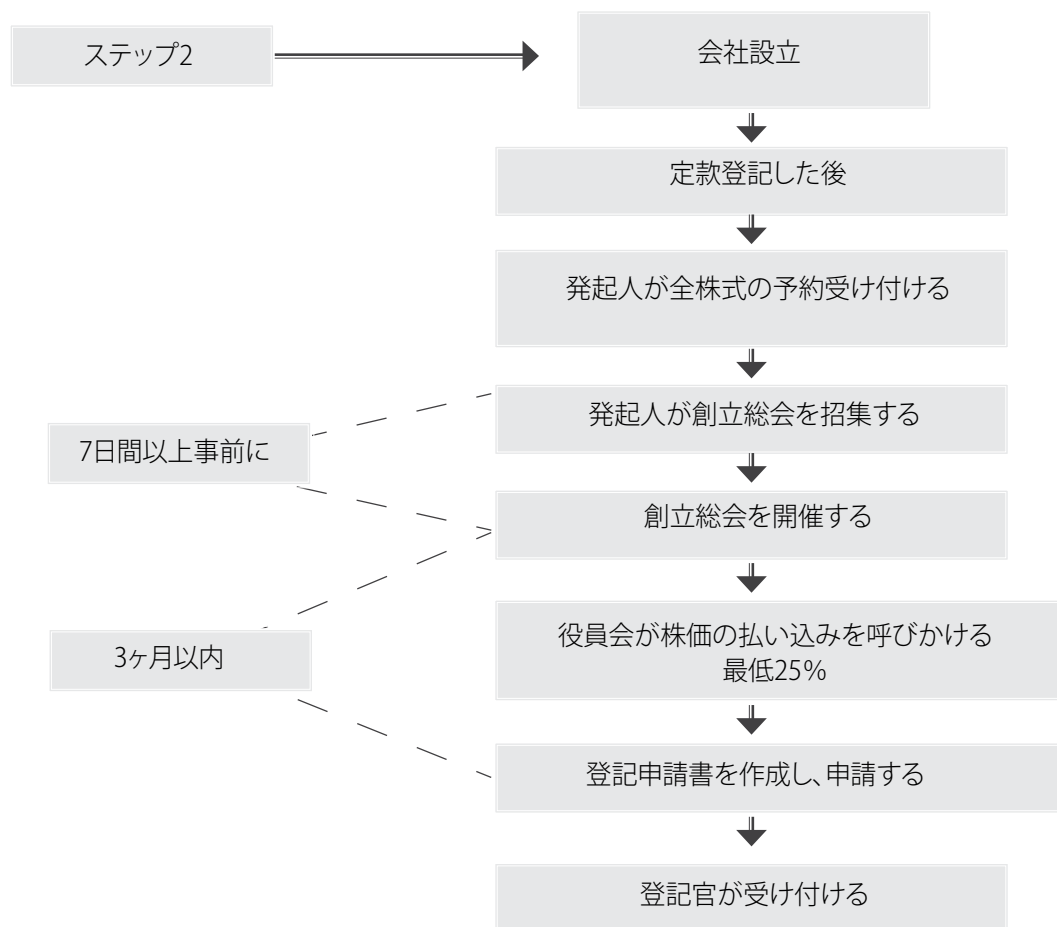 ステップ2
会社設立
定款登記した後
発起人が全株式の予約受け付ける
発起人が創立総会を招集する
7日間以上事前に
創立総会を開催する
役員会が株価の払い込みを呼びかける
最低25%
3ヶ月以内
登記申請書を作成し、申請する
登記官が受け付ける